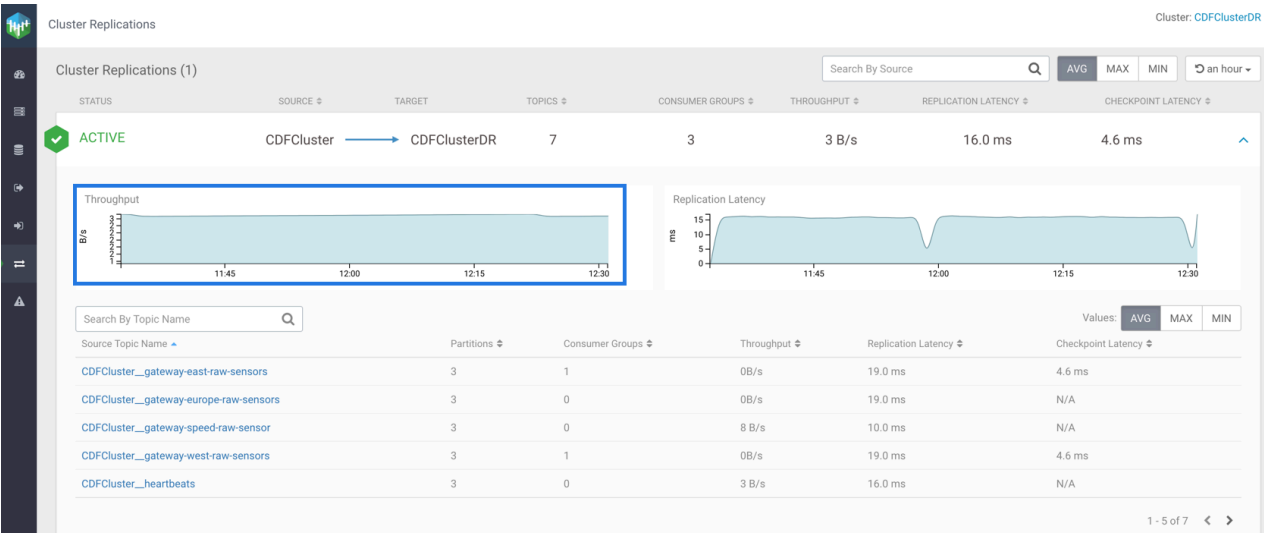 Cluster Replications
Cluster: CDFClusterDR
Cluster Replications (1)
Search By Source
AVG MAX MIN
an hour
STATUS SOURCE TARGET TOPICS CONSUMER GROUPS THROUGHPUT REPLICATION LATENCY CHECKPOINT LATENCY
ACTIVE CDFCluster CDFClusterDR 7 3 3 B/s 16.0 ms 4.6 ms
Throughput
B/s
11:45 12:00 12:15 12:30
Replication Latency
ms
15
10
5
0
11:45 12:00 12:15 12:30
Search By Topic Name
Values: AVG MAX MIN
Source Topic Name Partitions Consumer Groups Throughput Replication Latency Checkpoint Latency
CDFCluster__gateway-east-raw-sensors 3 1 0B/s 19.0 ms 4.6 ms
CDFCluster__gateway-europe-raw-sensors 3 0 0B/s 19.0 ms N/A
CDFCluster__gateway-speed-raw-sensor 3 0 8 B/s 10.0 ms N/A
CDFCluster__gateway-west-raw-sensors 3 1 0B/s 19.0 ms 4.6 ms
CDFCluster__heartbeats 3 0 3 B/s 16.0 ms N/A
1 - 5 of 7